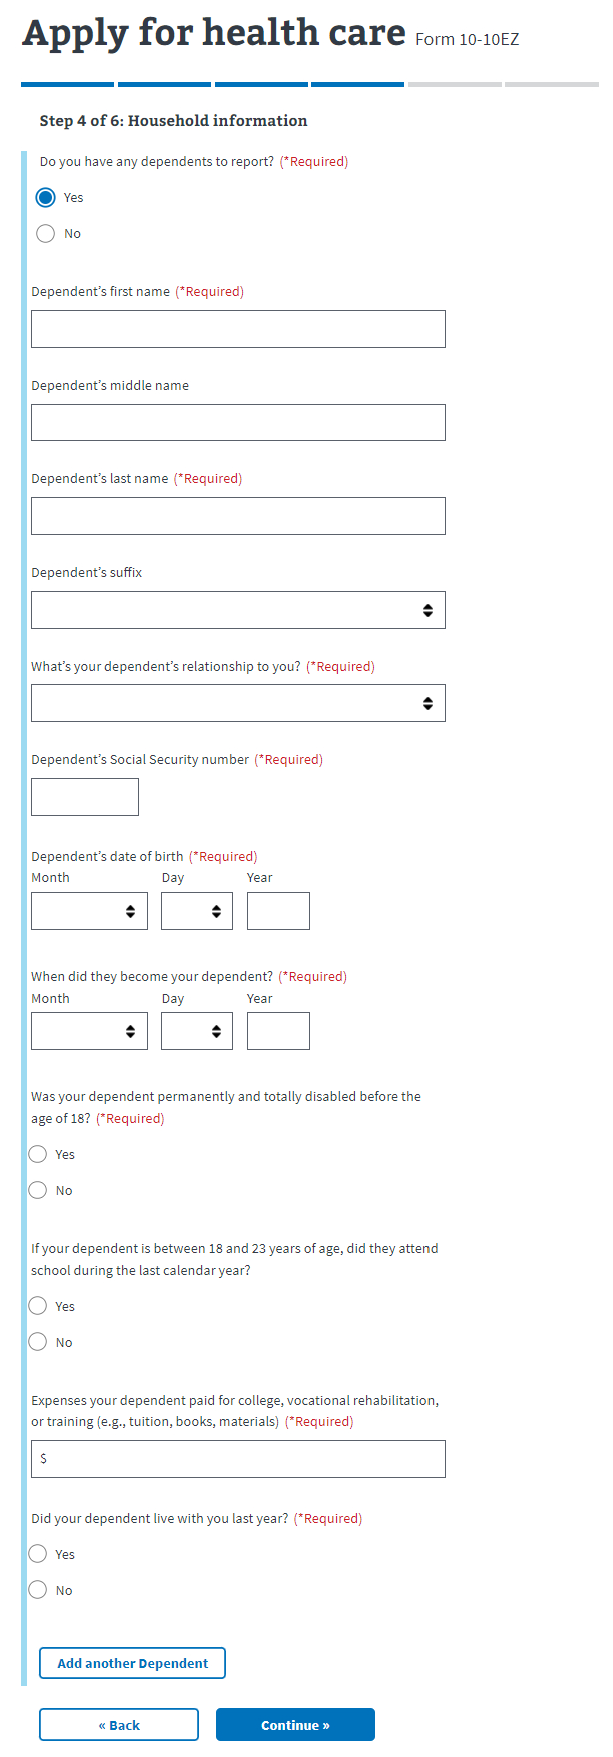 Apply for health care Form 10-10EZ
Step 4 of 6: Household information
Do you have any dependents to report? (*Required)
Yes
No
Dependent's first name (*Required)
Dependent's middle name
Dependent's last name (*Required)
Dependent's suffix
What's your dependent's relationship to you? (*Required)
Dependent's Social Security number (*Required)
Dependent's date of birth (*Required)
Month Day Year
When did they become your dependent? (*Required)
Month Day Year
Was your dependent permanently and totally disabled before the
age of 18? (*Required)
Yes
No
If your dependent is between 18 and 23 years of age, did they attend
school during the last calendar year?
Yes
No
Expenses your dependent paid for college, vocational rehabilitation,
or training (e.g., tuition, books, materials) (*Required)
$
Did your dependent live with you last year? (*Required)
Yes
No
Add another Dependent
« Back Continue »